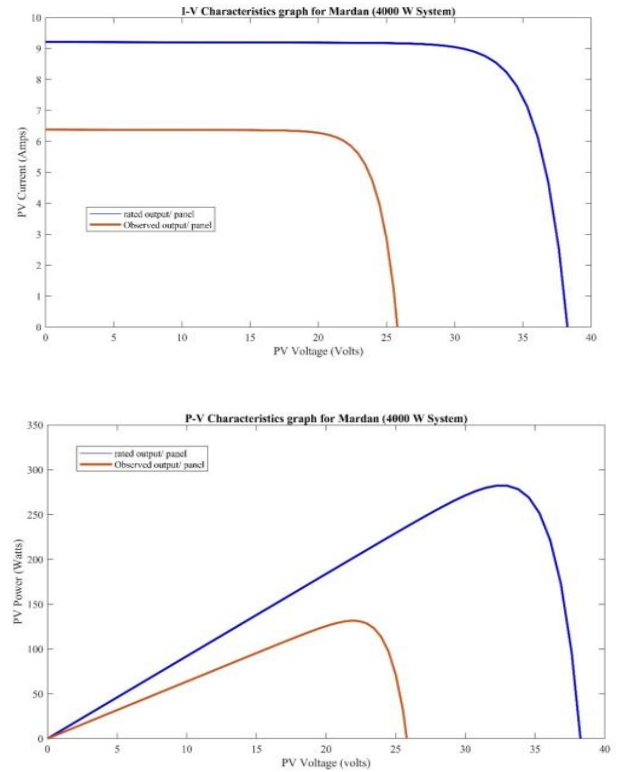 I-V Characteristics graph for Mardan (4000 W System)
10
9
8
7
6
5
4
3
2
1
0
PV Current (Amps)
rated output/ panel
Observed output/ panel
0 5 10 15 20 25 30 35 40
PV Voltage (Volts)
P-V Characteristics graph for Mardan (4000 W System)
350
300
250
200
150
100
50
0
PV Power (Watts)
rated output/ panel
Observed output/ panel
0 5 10 15 20 25 30 35 40
PV Voltage (volts)